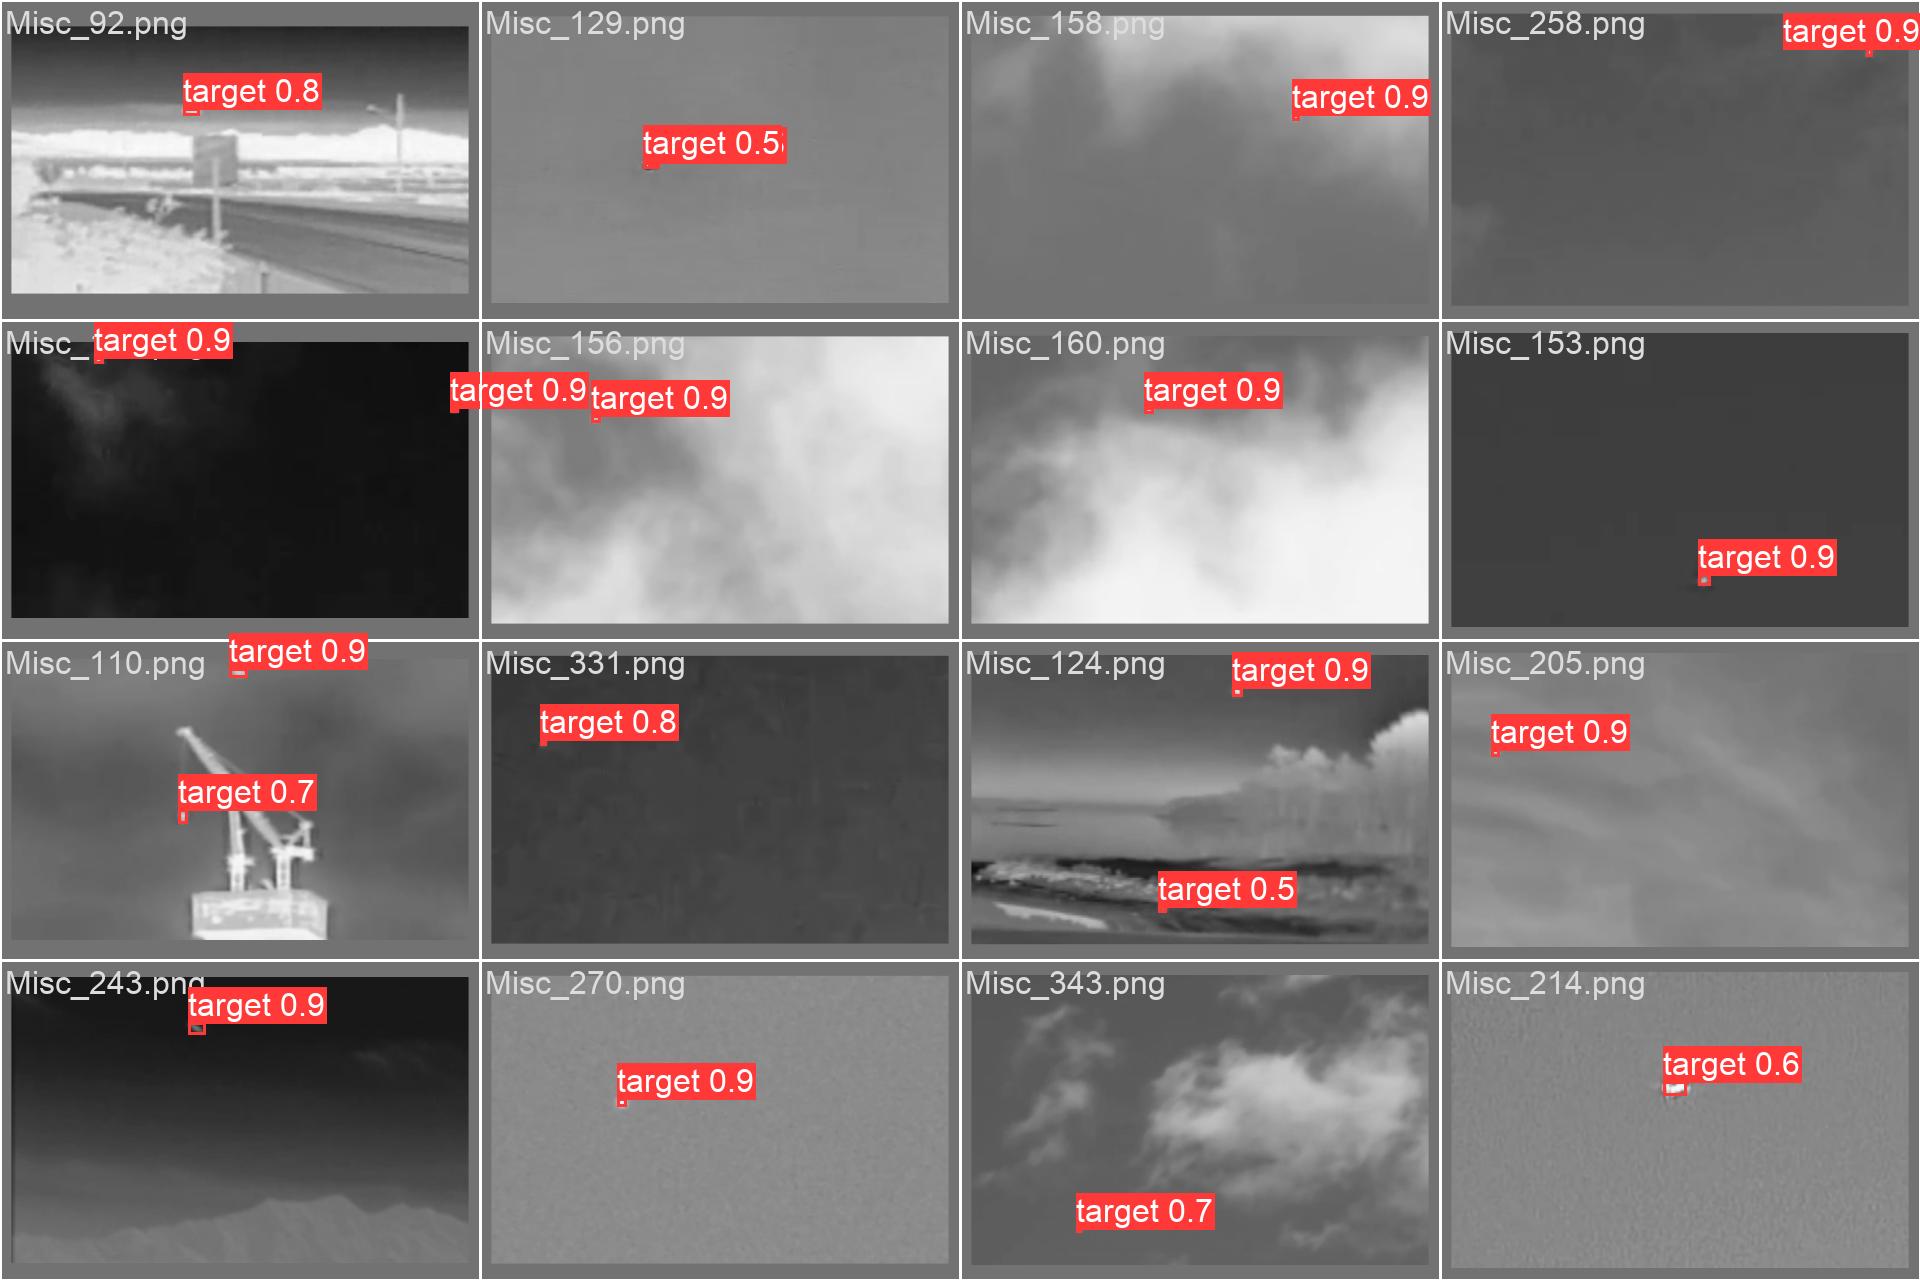 Misc_92.png
target 0.8
Misc_129.png
target 0.5
Misc_158.png
target 0.9
Misc_258.png
target 0.9
Misc_
target 0.9
target 0.9
Misc_156.png
target 0.9
Misc_160.png
target 0.9
Misc_153.png
target 0.9
Misc_110.png
target 0.9
target 0.7
Misc_331.png
target 0.8
Misc_124.png
target 0.9
target 0.5
Misc_205.png
target 0.9
Misc_243.png
target 0.9
Misc_270.png
target 0.9
Misc_343.png
target 0.7
Misc_214.png
target 0.6